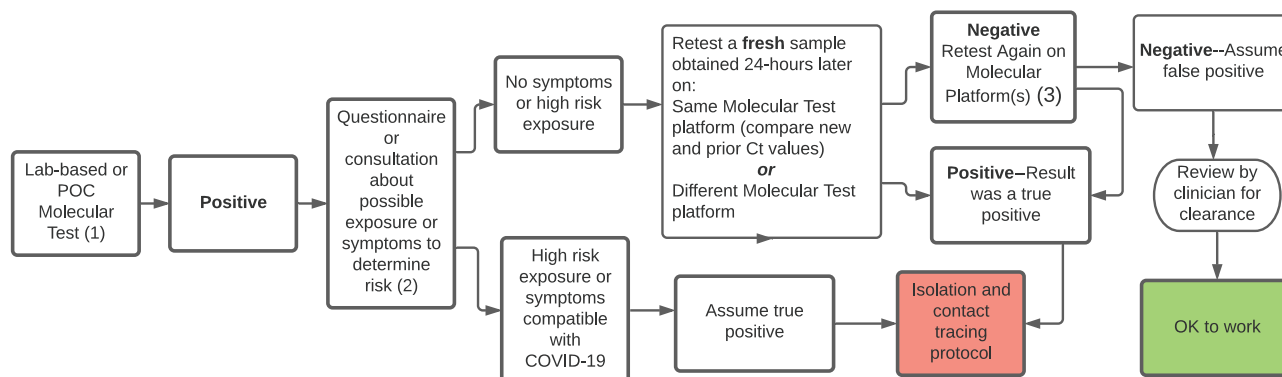 Lab-based or
POC
Molecular
Test (1)
Positive
Questionnaire
or
consultation
about
possible
exposure or
symptoms to
determine
risk (2)
No symptoms
or high risk
exposure
High risk
exposure or
symptoms
compatible
with
COVID-19
Retest a fresh sample
obtained 24-hours later
on:
Same Molecular Test
platform (compare new
and prior Ct values)
or
Different Molecular Test
platform
Assume true
positive
Negative
Retest Again on
Molecular
Platform(s) (3)
Positive–Result
was a true
positive
Isolation and
contact
tracing
protocol
Negative--Assume
false positive
Review by
clinician for
clearance
OK to work